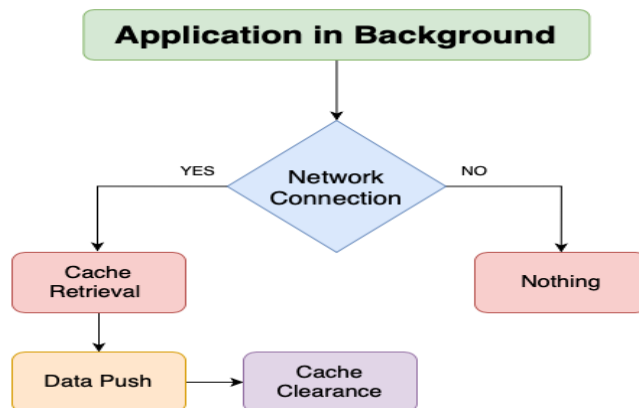 Application in Background
Network
Connection
YES
NO
Cache
Retrieval
Nothing
Data Push
Cache
Clearance